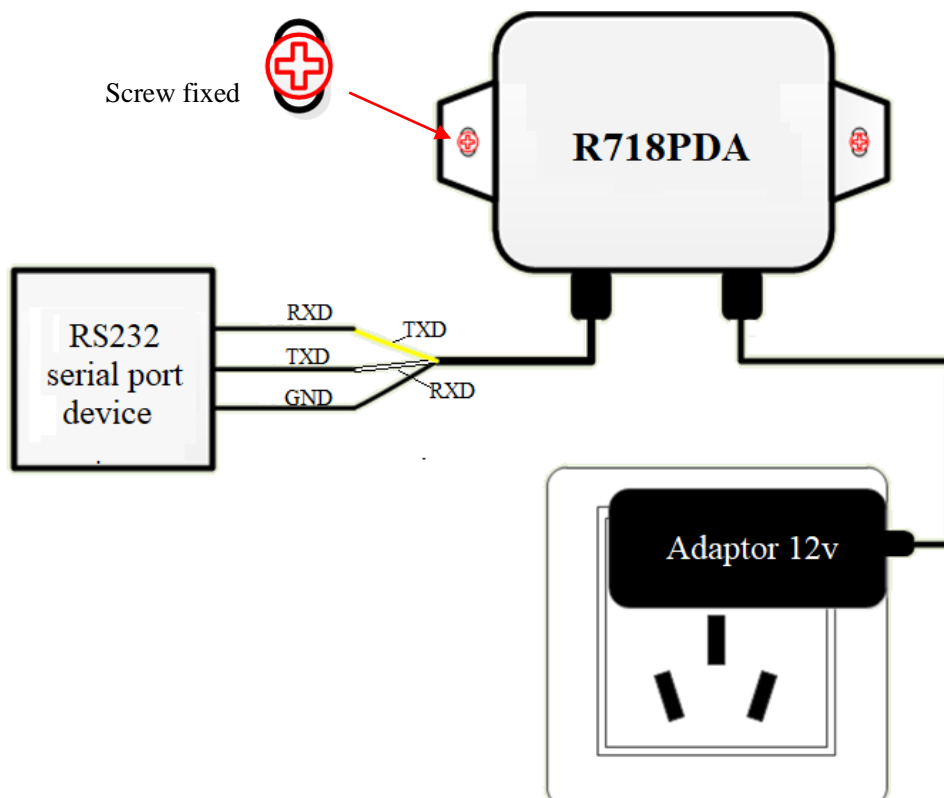 Screw fixed
R718PDA
RXD
TXD
RS232
serial port
device
TXD
RXD
GND
Adaptor 12v